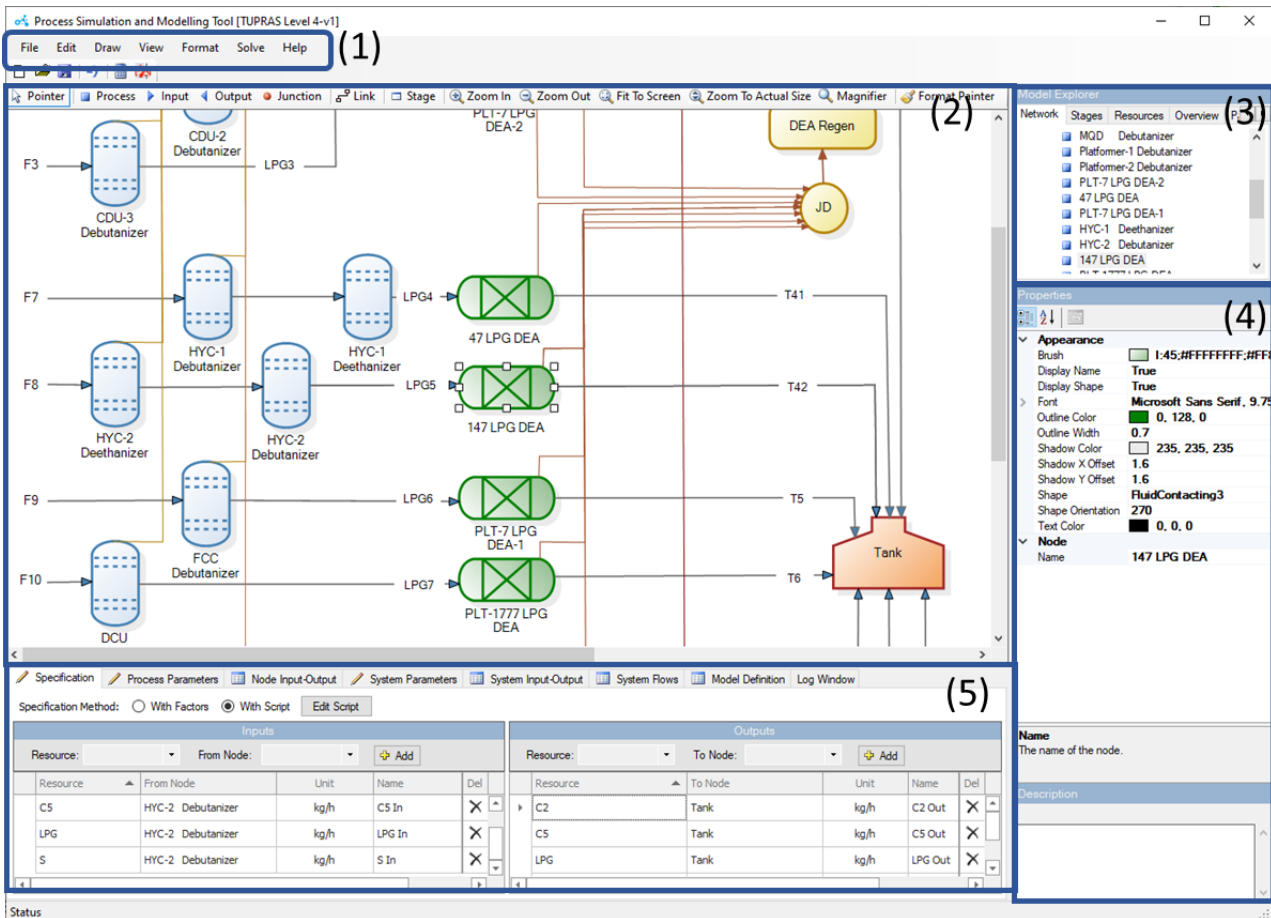 Process Simulation and Modelling Tool [TUPRAS Level 4-v1]
File Edit Draw View Format Solve Help
(1)
Pointer Process Input Output Junction Link Stage Zoom In Zoom Out Fit To Screen Zoom To Actual Size Magnifier Format Painter
(2)
PLT-7 LPG
DEA-2
DEA Regen
CDU-2
Debutanizer
F3
LPG3
CDU-3
Debutanizer
JD
F7
LPG4
T41
47 LPG DEA
HYC-1
Debutanizer
HYC-1
Deethanizer
F8
LPG5
T42
147 LPG DEA
HYC-2
Deethanizer
HYC-2
Debutanizer
F9
LPG6
T5
PLT-7 LPG
DEA-1
FCC
Debutanizer
Tank
F10
LPG7
T6
PLT-1777 LPG
DEA
DCU
Model Explorer
(3)
Network Stages Resources Overview
MQD Debutanizer
Platformer-1 Debutanizer
Platformer-2 Debutanizer
PLT-7 LPG DEA-2
47 LPG DEA
PLT-7 LPG DEA-1
HYC-1 Deethanizer
HYC-2 Debutanizer
147 LPG DEA
PLT-1777 LPG DEA
Properties
(4)
Appearance
Brush I:45;#FFFFFFFF;#FF8
Display Name True
Display Shape True
Font Microsoft Sans Serif, 9.75
Outline Color 0, 128, 0
Outline Width 0.7
Shadow Color 235, 235, 235
Shadow X Offset 1.6
Shadow Y Offset 1.6
Shape FluidContacting3
Shape Orientation 270
Text Color 0, 0, 0
Node
Name 147 LPG DEA
Name
The name of the node.
Description
Specification Process Parameters Node Input-Output System Parameters System Input-Output System Flows Model Definition Log Window
(5)
Specification Method: With Factors With Script Edit Script
Inputs
Resource: From Node: Add
Resource From Node Unit Name Del
C5 HYC-2 Debutanizer kg/h C5 In
LPG HYC-2 Debutanizer kg/h LPG In
S HYC-2 Debutanizer kg/h S In
Outputs
Resource: To Node: Add
Resource To Node Unit Name Del
C2 Tank kg/h C2 Out
C5 Tank kg/h C5 Out
LPG Tank kg/h LPG Out
Status